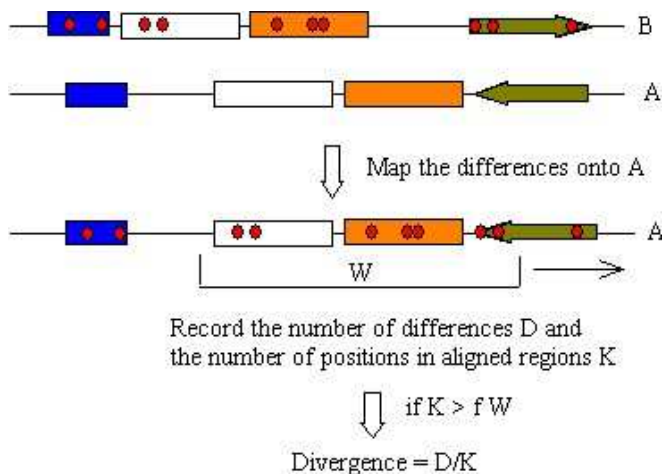 B
A
Map the differences onto A
A
W
Record the number of differences D and
the number of positions in aligned regions K
if K > f W
Divergence = D/K